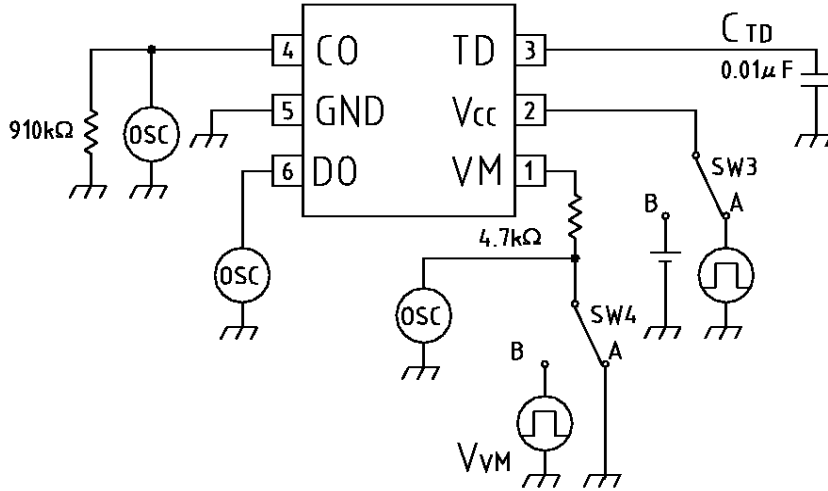 C TD
4 CO TD 3
0.01μF
910kΩ
OSC
5 GND Vcc 2
6 DO VM 1
SW3
B A
4.7kΩ
OSC
OSC
SW4
B A
VVM